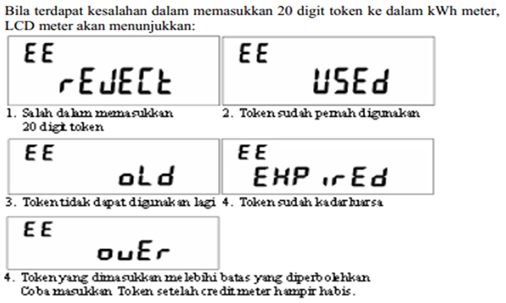 Bila terdapat kesalahan dalam memasukkan 20 digit token ke dalam kWh meter,
LCD meter akan menunjukkan:
EE
rEJECt
EE
USEd
1. Salah dalam memasukkan
20 digit token
2. Token sudah pernah digunakan
EE
oLd
EE
EHPirEd
3. Token tidak dapat digunakan lagi
4. Token sudah kadarluarsa
EE
ouEr
4. Token yang dimasukkan melebihi batas yang diperbolehkan
Coba masukkan Token setelah credit meter hampir habis.